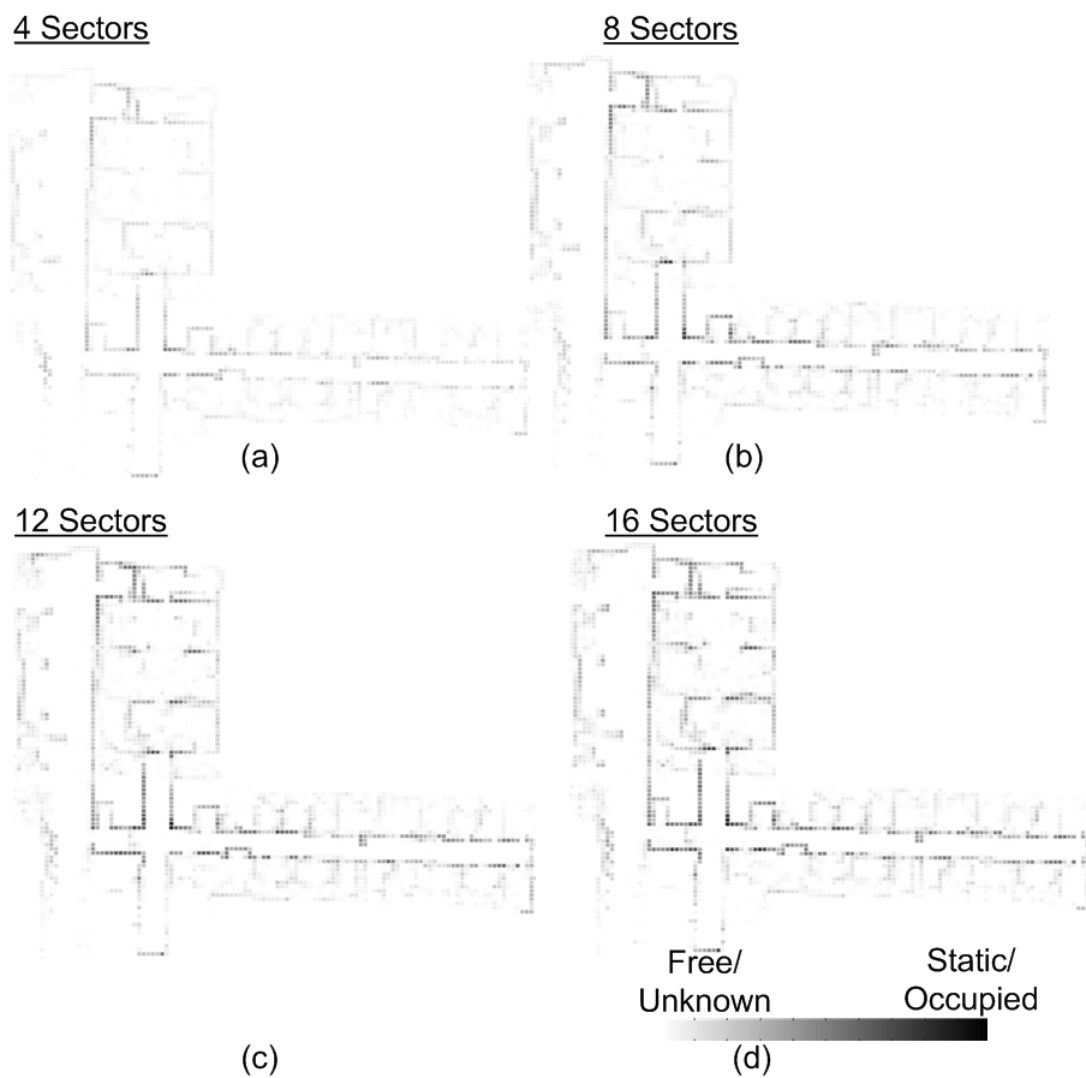 4 Sectors
8 Sectors
(a)
(b)
12 Sectors
16 Sectors
Free/
Unknown
Static/
Occupied
(c)
(d)